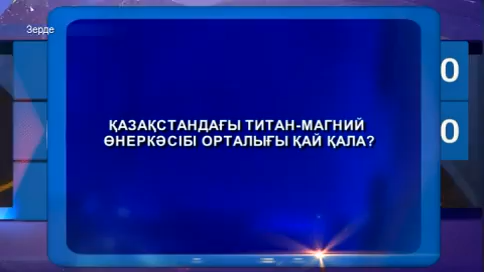 Зерде
0
ҚАЗАҚСТАНДАҒЫ ТИТАН-МАГНИЙ
ӨНЕРКӘСІБІ ОРТАЛЫҒЫ ҚАЙ ҚАЛА?
0